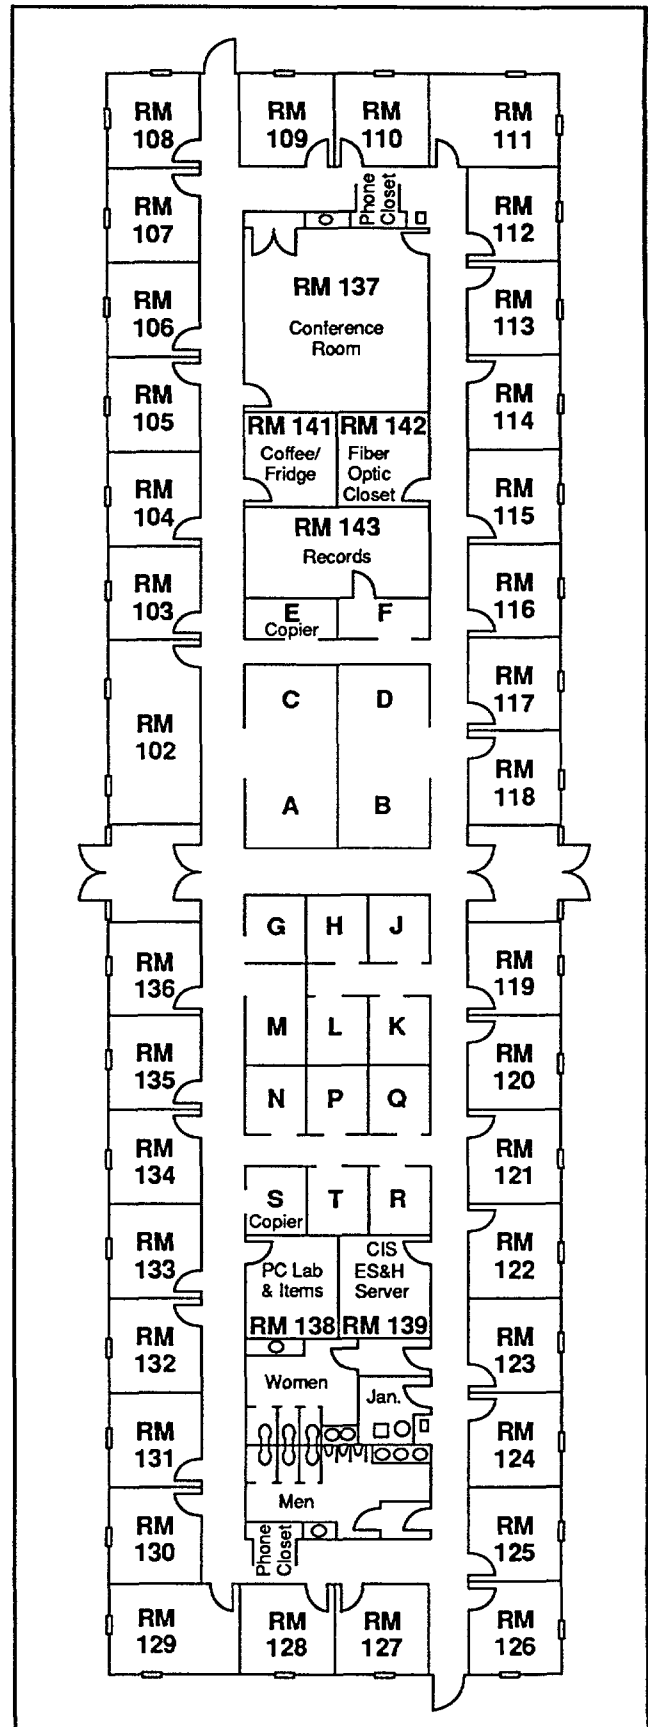 RM
108
RM
109
RM
110
RM
111
RM
107
Phone
Closet
RM
112
RM
106
RM 137
Conference
Room
RM
113
RM
105
RM 141
Coffee/
Fridge
RM 142
Fiber
Optic
Closet
RM
114
RM
104
RM
115
RM 143
Records
RM
103
E
Copier
F
RM
116
RM
102
C
D
RM
117
A
B
RM
118
G
H
J
RM
136
RM
119
M
L
K
RM
135
RM
120
N
P
Q
RM
134
RM
121
S
Copier
T
R
RM
133
PC Lab
& Items
RM 138
CIS
ES&H
Server
RM 139
RM
122
RM
132
Women
Jan.
RM
123
RM
131
RM
124
Men
RM
130
Phone
Closet
RM
125
RM
129
RM
128
RM
127
RM
126